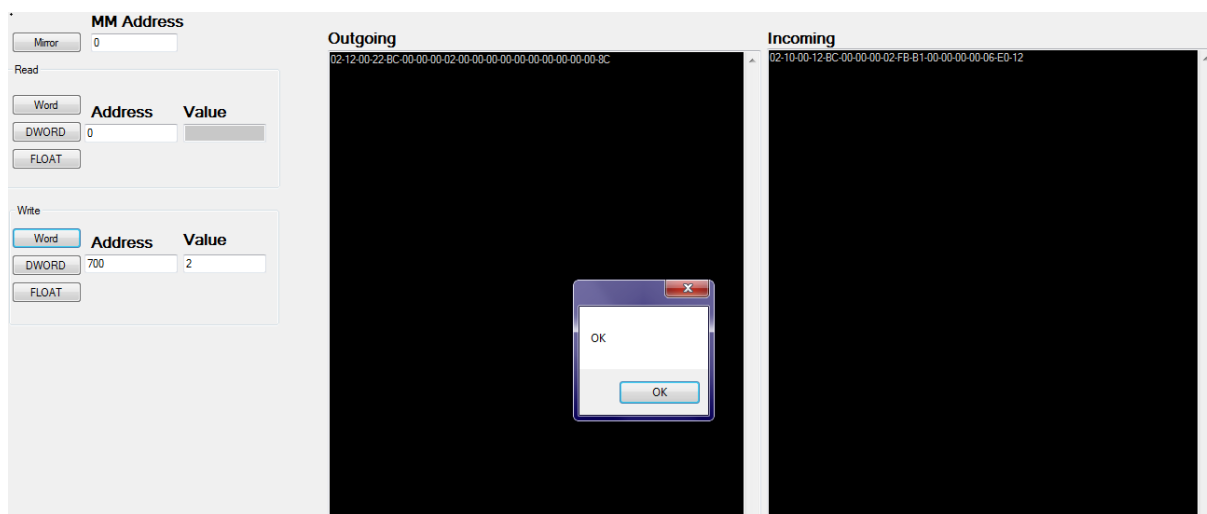 MM Address
Mirror 0
Read
Word Address Value
DWORD 0
FLOAT
Write
Word Address Value
DWORD 700 2
FLOAT
Outgoing
02-12-00-22-BC-00-00-00-02-00-00-00-00-00-00-00-00-00-00-8C
OK
OK
Incoming
02-10-00-12-BC-00-00-00-02-FB-B1-00-00-00-00-06-E0-12